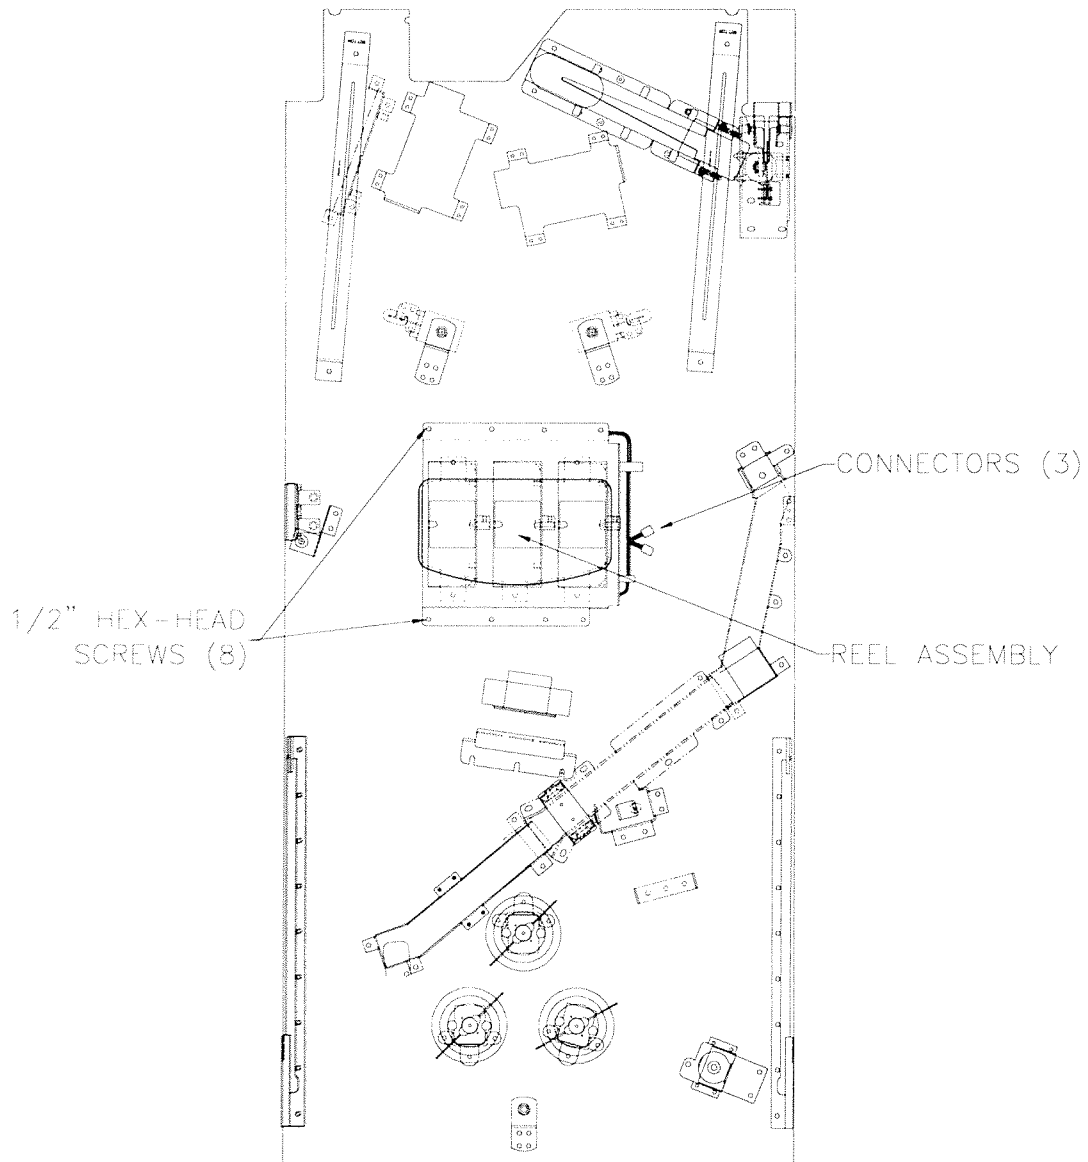 CONNECTORS (3)
1/2" HEX-HEAD
SCREWS (8)
REEL ASSEMBLY